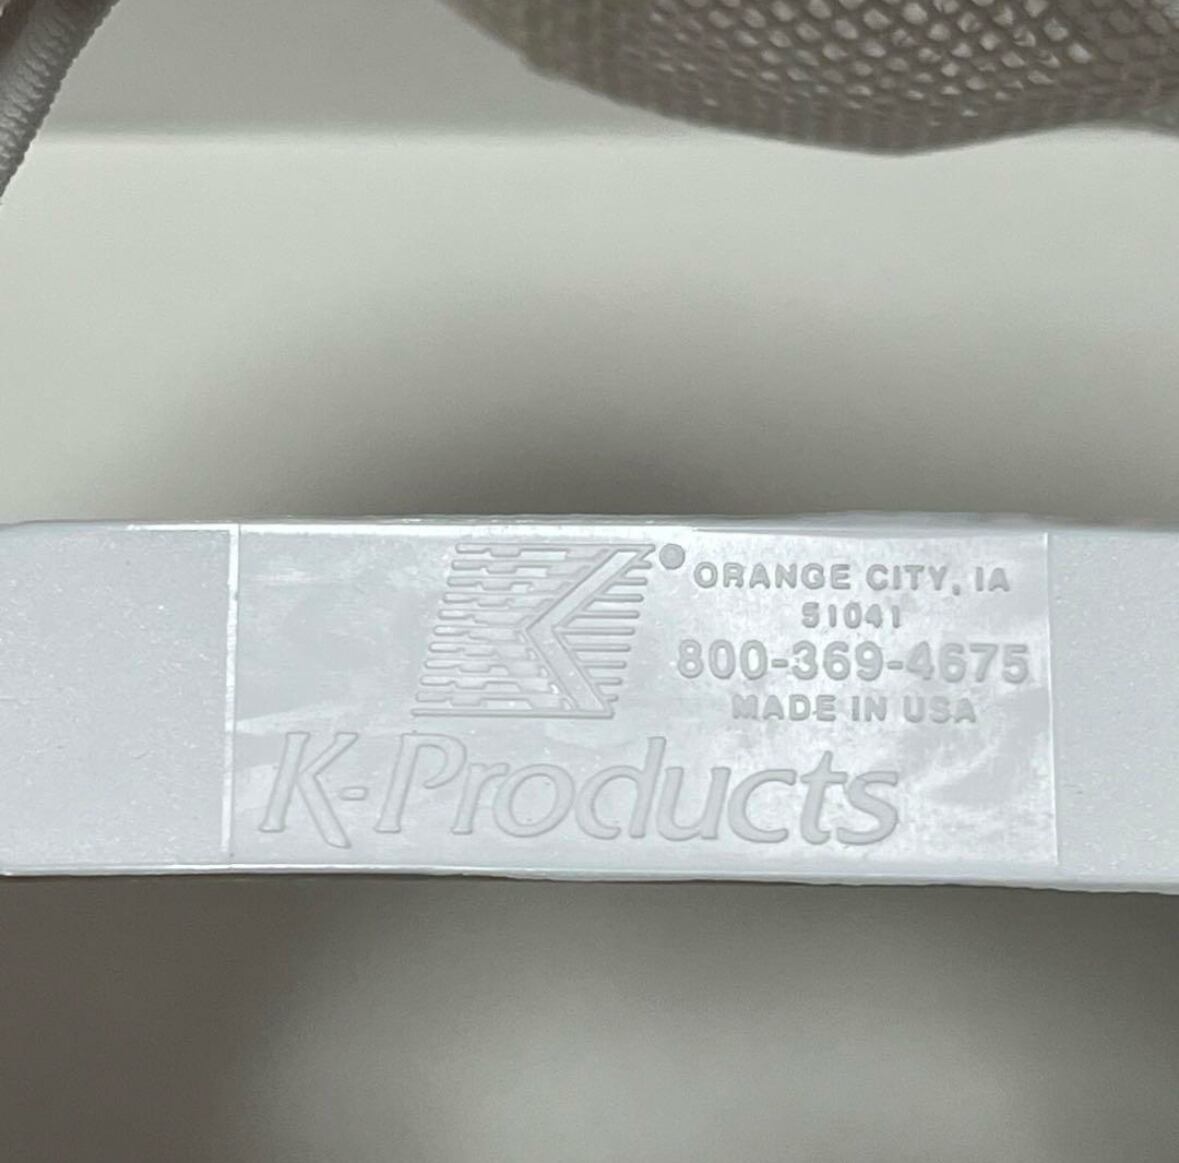 ORANGE CITY, IA
51041
800-369-4675
MADE IN USA
K-Products